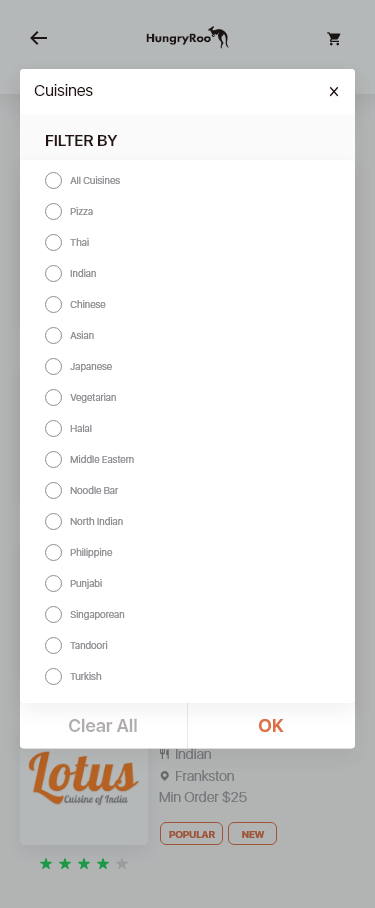 HungryRoo
Cuisines
FILTER BY
All Cuisines
Pizza
Thai
Indian
Chinese
Asian
Japanese
Vegetarian
Halal
Middle Eastern
Noodle Bar
North Indian
Philippine
Punjabi
Singaporean
Tandoori
Turkish
Clear All OK
Lotus
Cuisine of India
Indian
Frankston
Min Order $25
POPULAR NEW